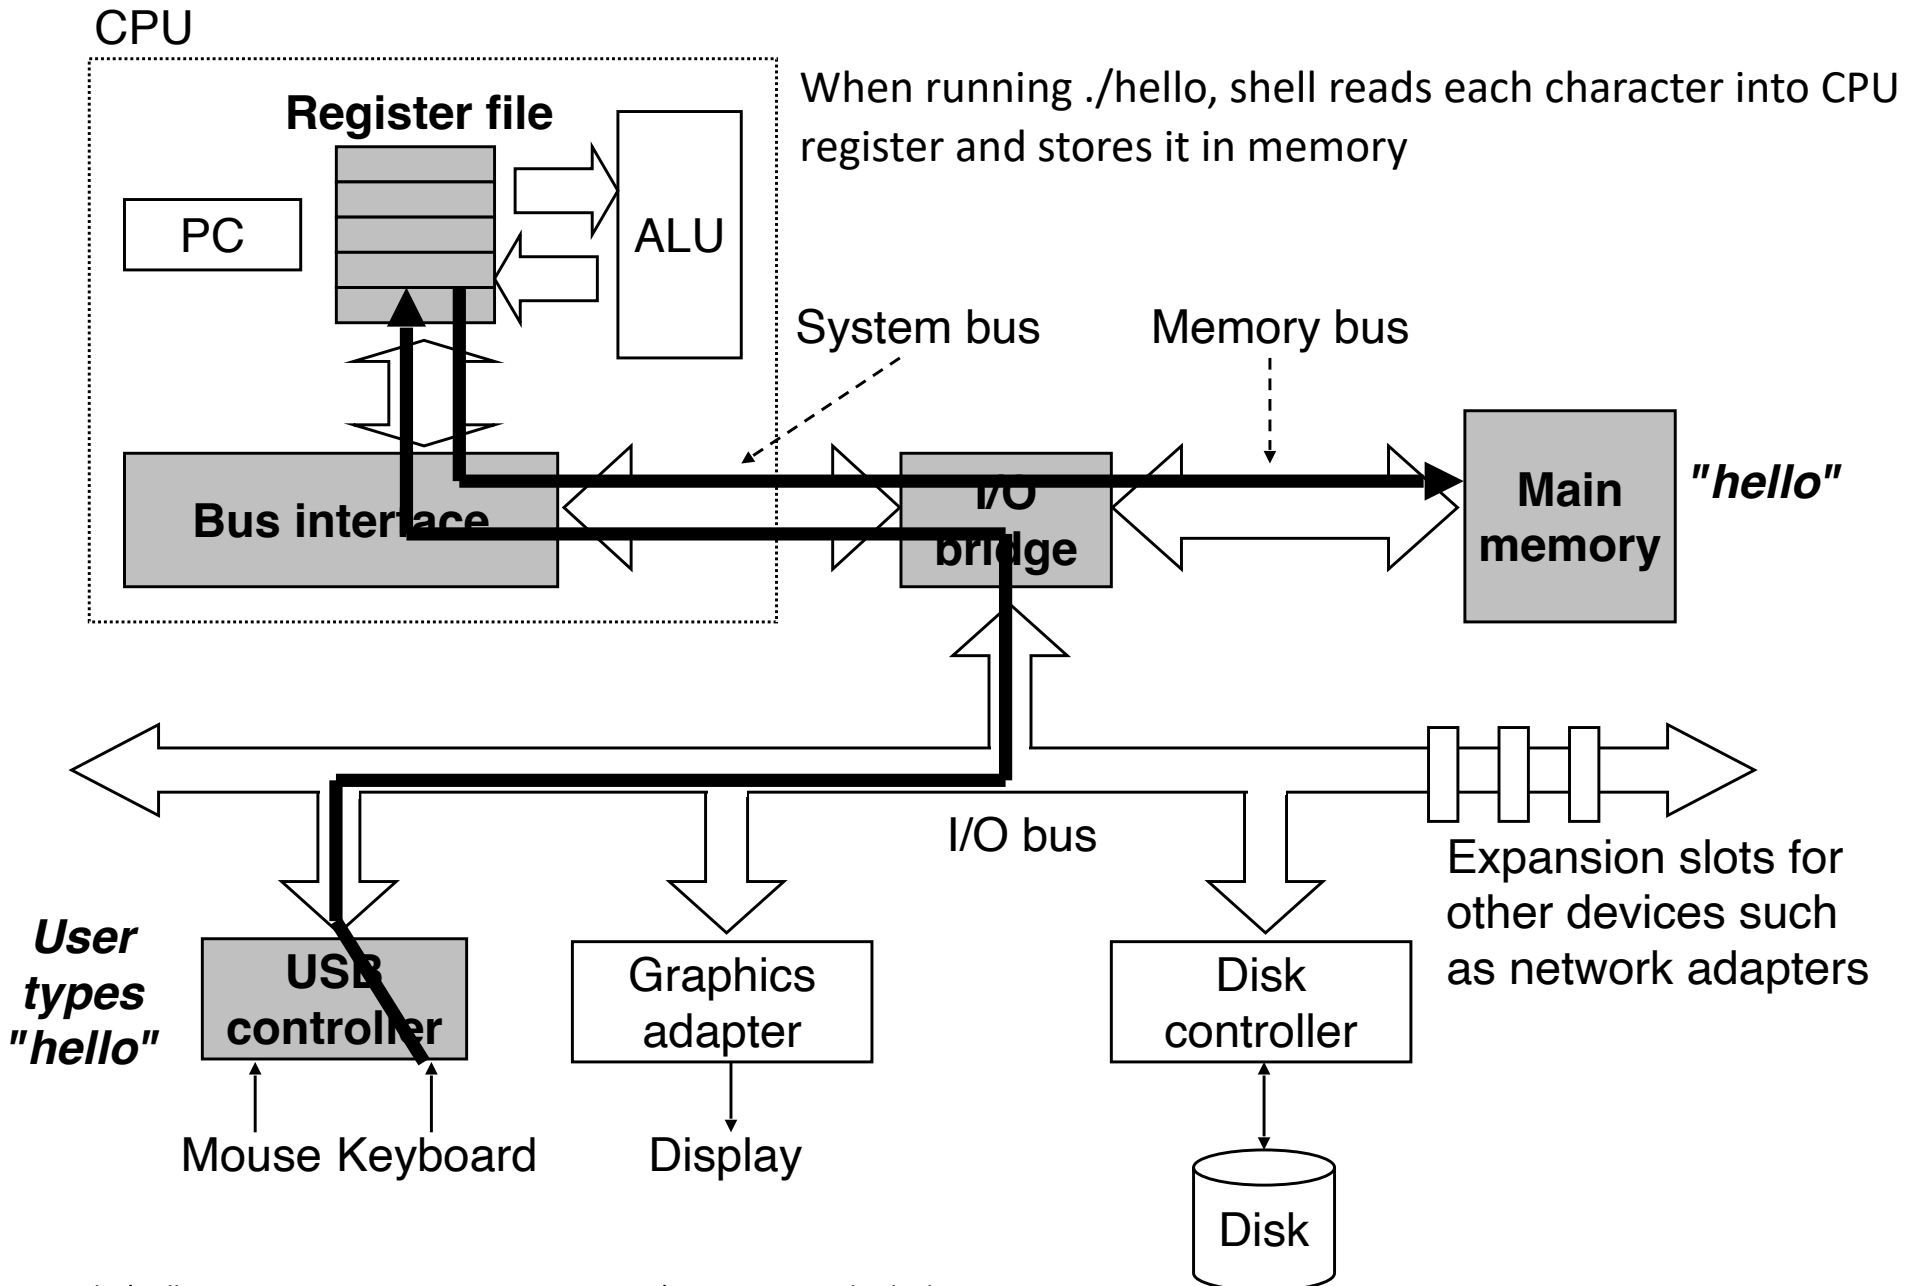 CPU
When running ./hello, shell reads each character into CPU
register and stores it in memory
Register file
PC
ALU
System bus
Memory bus
Bus interface
I/O
bridge
Main
memory
"hello"
I/O bus
Expansion slots for
other devices such
as network adapters
User
types
"hello"
USB
controller
Graphics
adapter
Disk
controller
Mouse Keyboard
Display
Disk